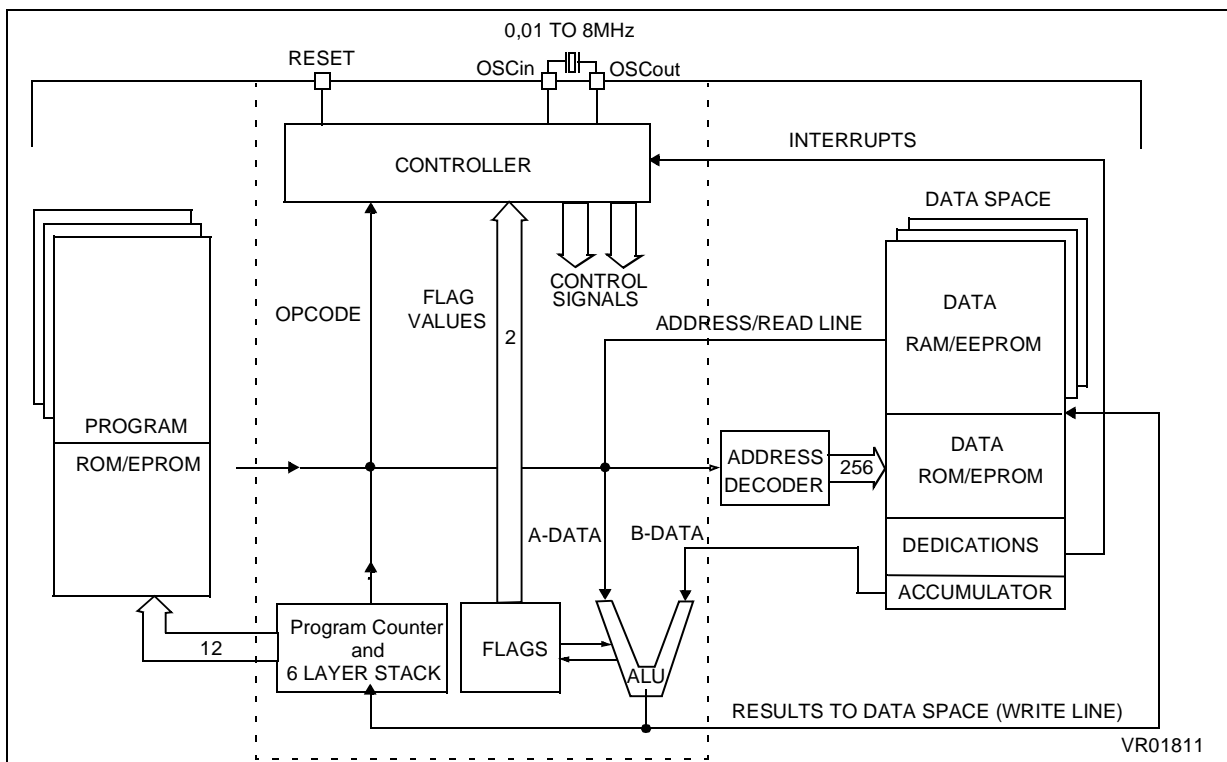 0,01 TO 8MHz
RESET
OSCin
OSCout
INTERRUPTS
CONTROLLER
DATA SPACE
CONTROL
SIGNALS
OPCODE
FLAG
VALUES
2
ADDRESS/READ LINE
DATA
RAM/EEPROM
PROGRAM
ROM/EPROM
ADDRESS
DECODER
256
DATA
ROM/EPROM
A-DATA
B-DATA
DEDICATIONS
ACCUMULATOR
12
Program Counter
and
6 LAYER STACK
FLAGS
ALU
RESULTS TO DATA SPACE (WRITE LINE)
VR01811